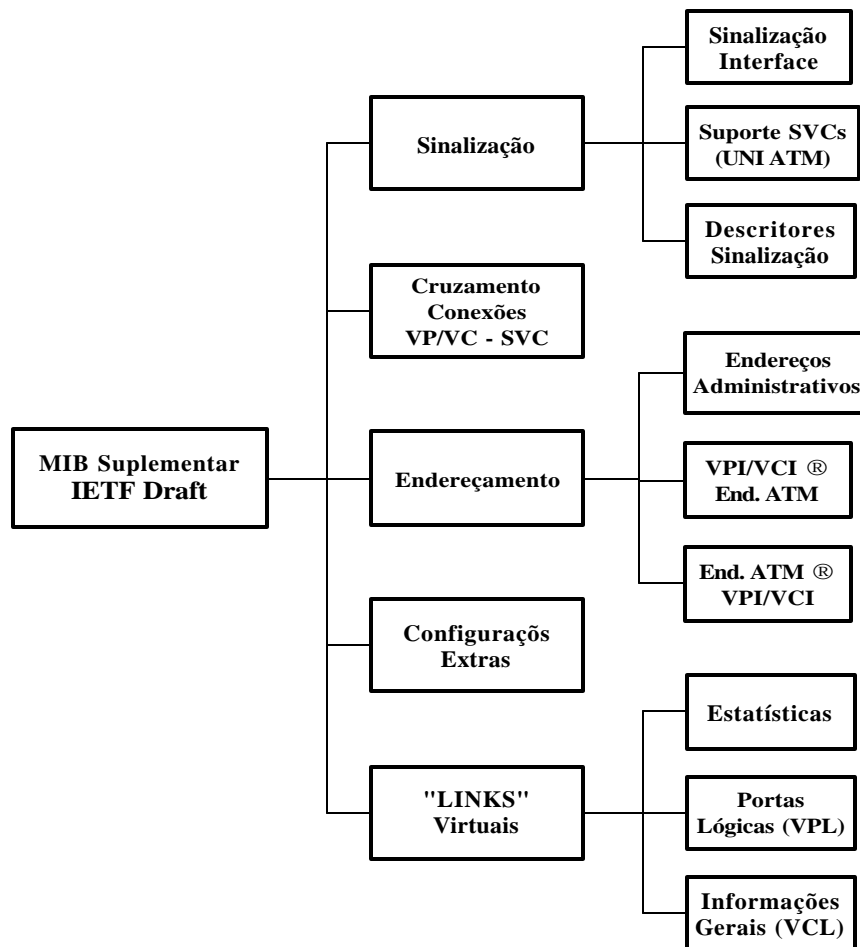 Sinalização
Interface
Sinalização
Suporte SVCs
(UNI ATM)
Descritores
Sinalização
Cruzamento
Conexões
VP/VC - SVC
Endereços
Administrativos
MIB Suplementar
IETF Draft
Endereçamento
VPI/VCI ®
End. ATM
End. ATM ®
VPI/VCI
Configuraçõs
Extras
Estatísticas
"LINKS"
Virtuais
Portas
Lógicas (VPL)
Informações
Gerais (VCL)